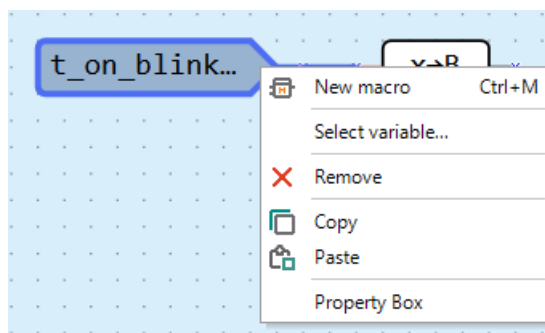 t_on_blink…
New macro Ctrl+M
Select variable...
Remove
Copy
Paste
Property Box